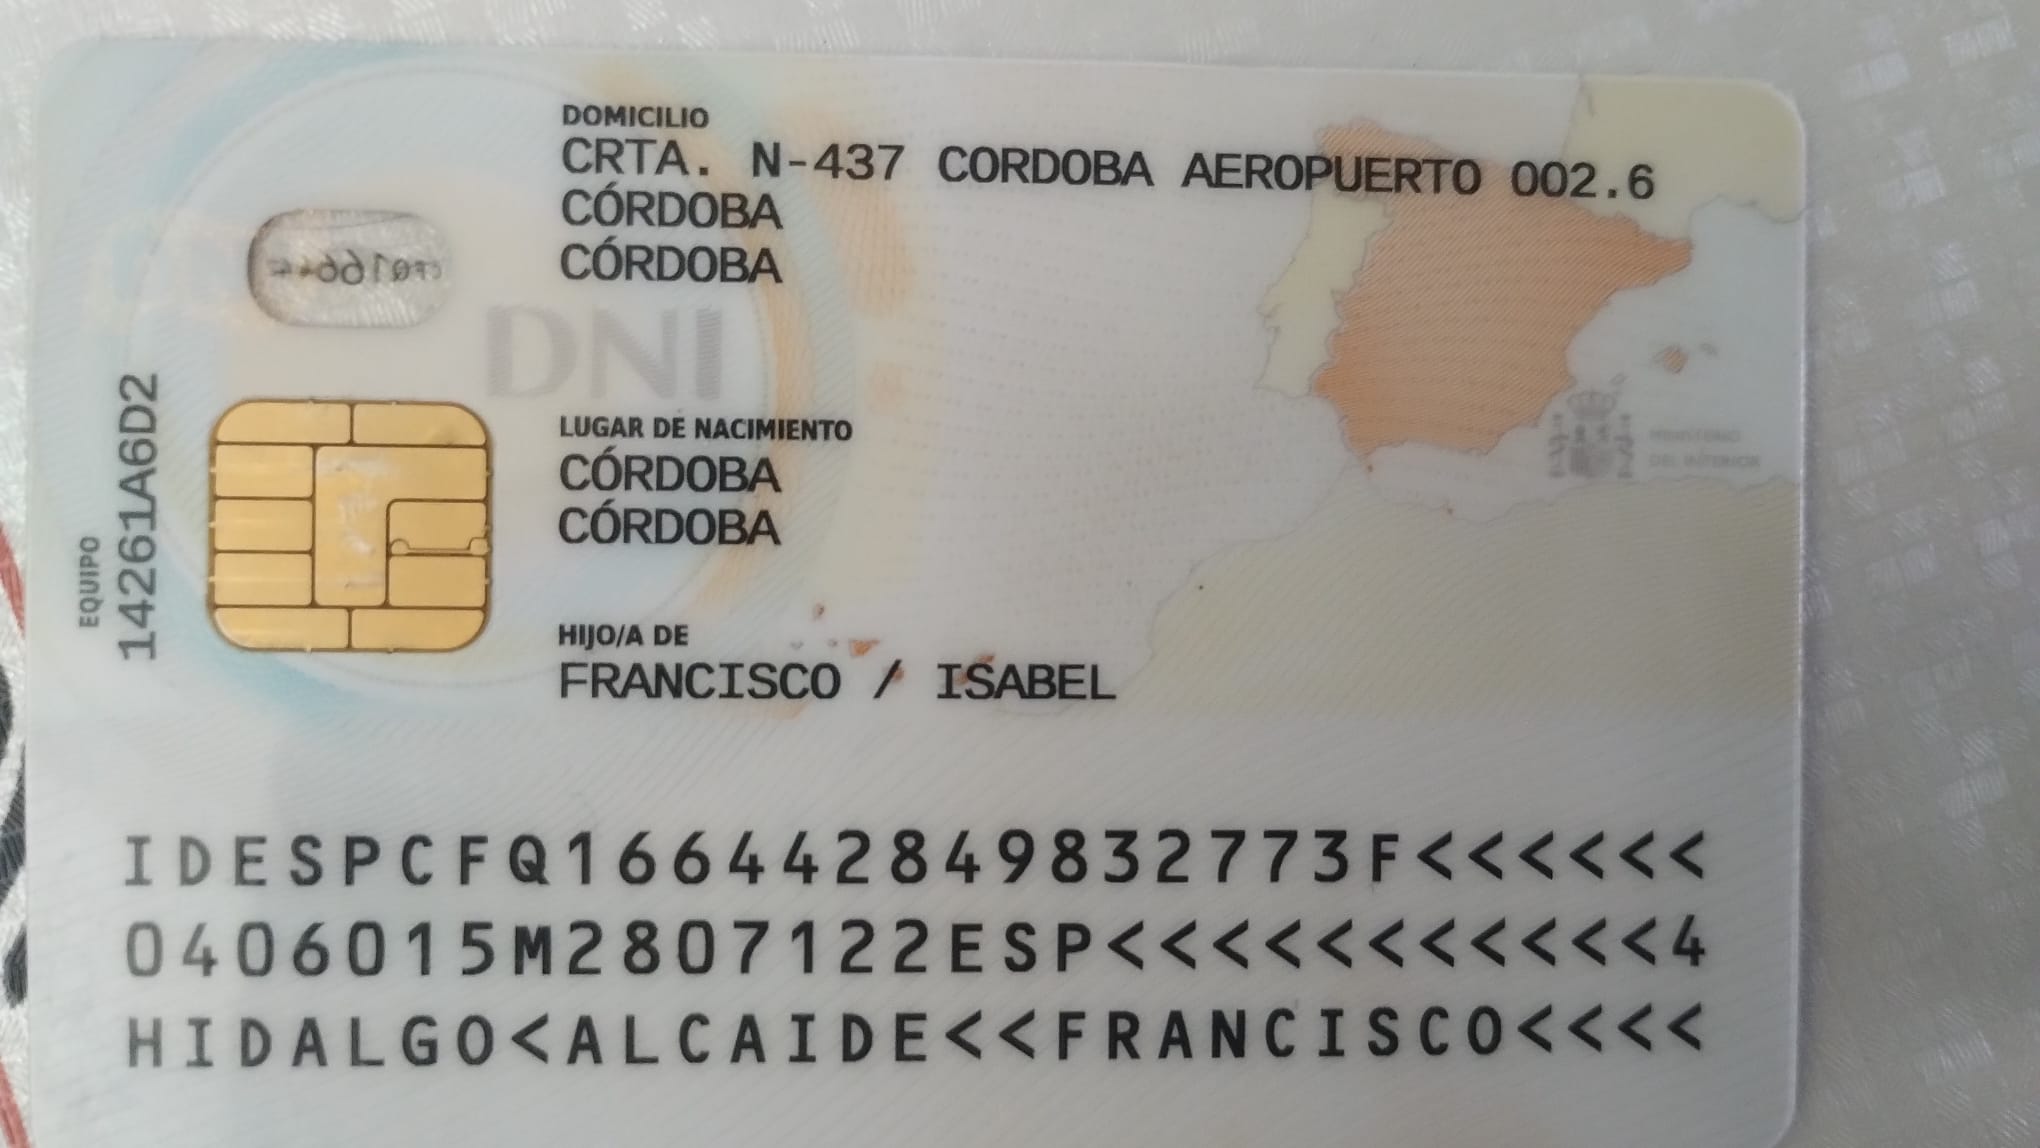 DOMICILIO
CRTA. N-437 CORDOBA AEROPUERTO 002.6
CÓRDOBA
CÓRDOBA
DNI
LUGAR DE NACIMIENTO
CÓRDOBA
CÓRDOBA
MINISTERIO
DEL INTERIOR
EQUIPO
14261A6D2
HIJO/A DE
FRANCISCO / ISABEL
IDESPCFQ166442849832773F<<<<<<
0406015M2807122ESP<<<<<<<<<<<4
HIDALGO<ALCAIDE<<FRANCISCO<<<<